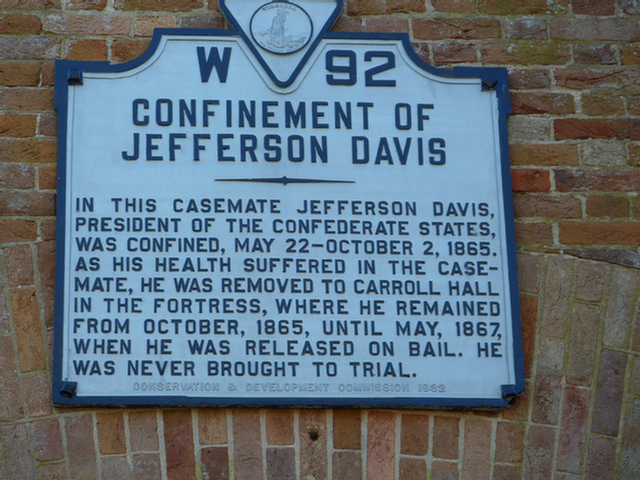 W 92
CONFINEMENT OF
JEFFERSON DAVIS
IN THIS CASEMATE JEFFERSON DAVIS,
PRESIDENT OF THE CONFEDERATE STATES,
WAS CONFINED, MAY 22–OCTOBER 2, 1865.
AS HIS HEALTH SUFFERED IN THE CASE-
MATE, HE WAS REMOVED TO CARROLL HALL
IN THE FORTRESS, WHERE HE REMAINED
FROM OCTOBER, 1865, UNTIL MAY, 1867,
WHEN HE WAS RELEASED ON BAIL. HE
WAS NEVER BROUGHT TO TRIAL.
CONSERVATION & DEVELOPMENT COMMISSION 1962